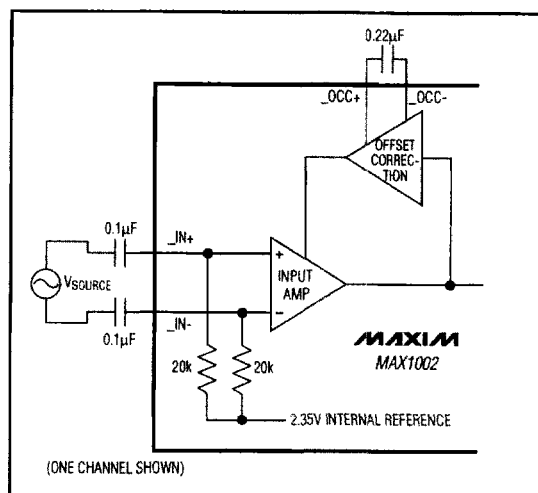 0.22µF
_OCC+
_OCC-
OFFSET
CORREC-
TION
0.1µF
_IN+
+
INPUT
AMP
VSOURCE
_IN-
−
0.1µF
20k
20k
MAXIM
MAX1002
2.35V INTERNAL REFERENCE
(ONE CHANNEL SHOWN)